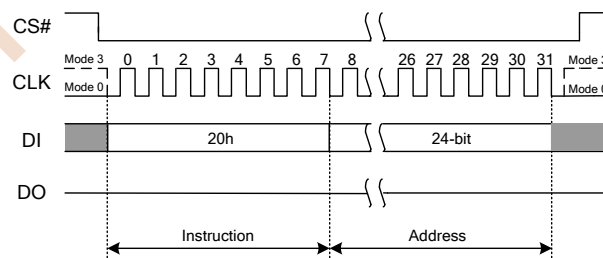 CS#
Mode 3 0 1 2 3 4 5 6 7 8 26 27 28 29 30 31 Mode 3
CLK Mode 0 Mode 0
DI 20h 24-bit
DO
Instruction Address